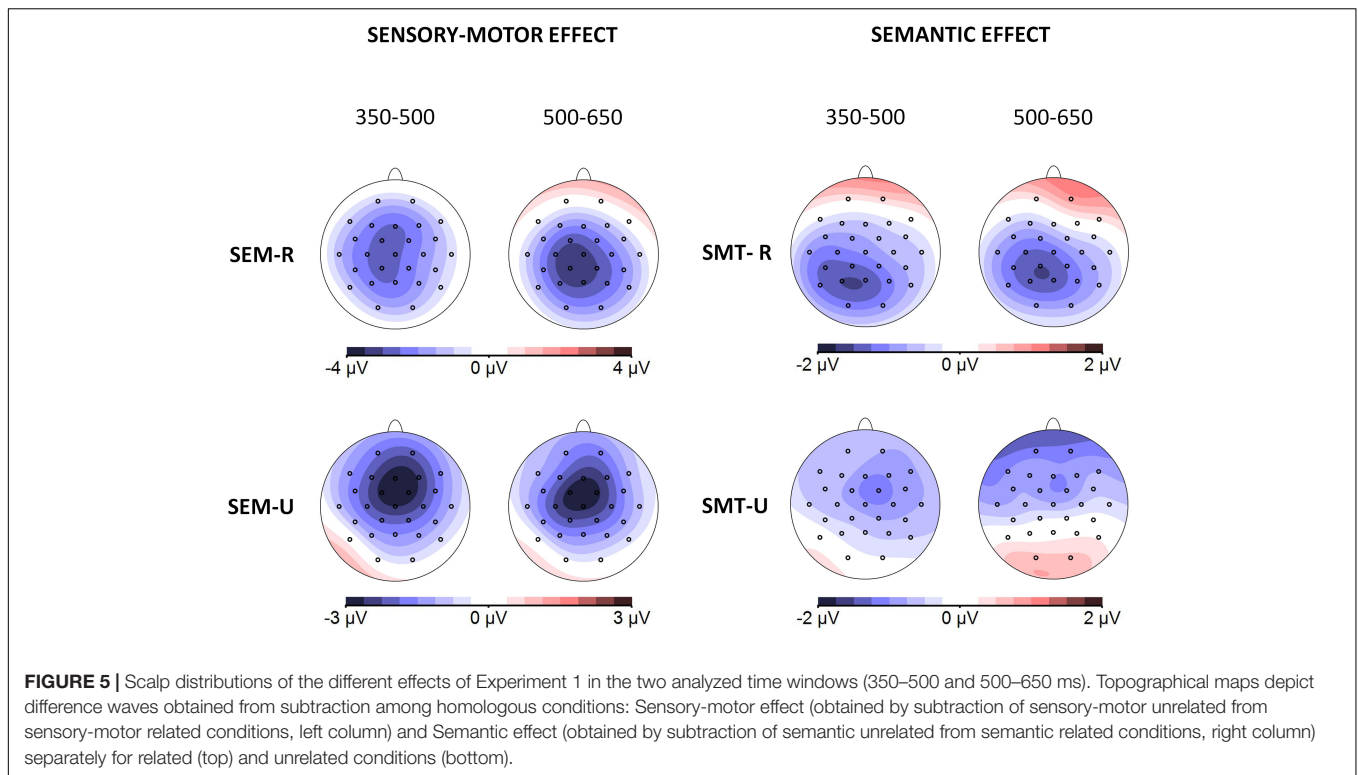 SENSORY-MOTOR EFFECT SEMANTIC EFFECT
350-500 500-650 350-500 500-650
SEM-R SMT- R
-4 µV 0 µV 4 µV -2 µV 0 µV 2 µV
SEM-U SMT-U
-3 µV 0 µV 3 µV -2 µV 0 µV 2 µV
FIGURE 5 | Scalp distributions of the different effects of Experiment 1 in the two analyzed time windows (350–500 and 500–650 ms). Topographical maps depict
difference waves obtained from subtraction among homologous conditions: Sensory-motor effect (obtained by subtraction of sensory-motor unrelated from
sensory-motor related conditions, left column) and Semantic effect (obtained by subtraction of semantic unrelated from semantic related conditions, right column)
separately for related (top) and unrelated conditions (bottom).